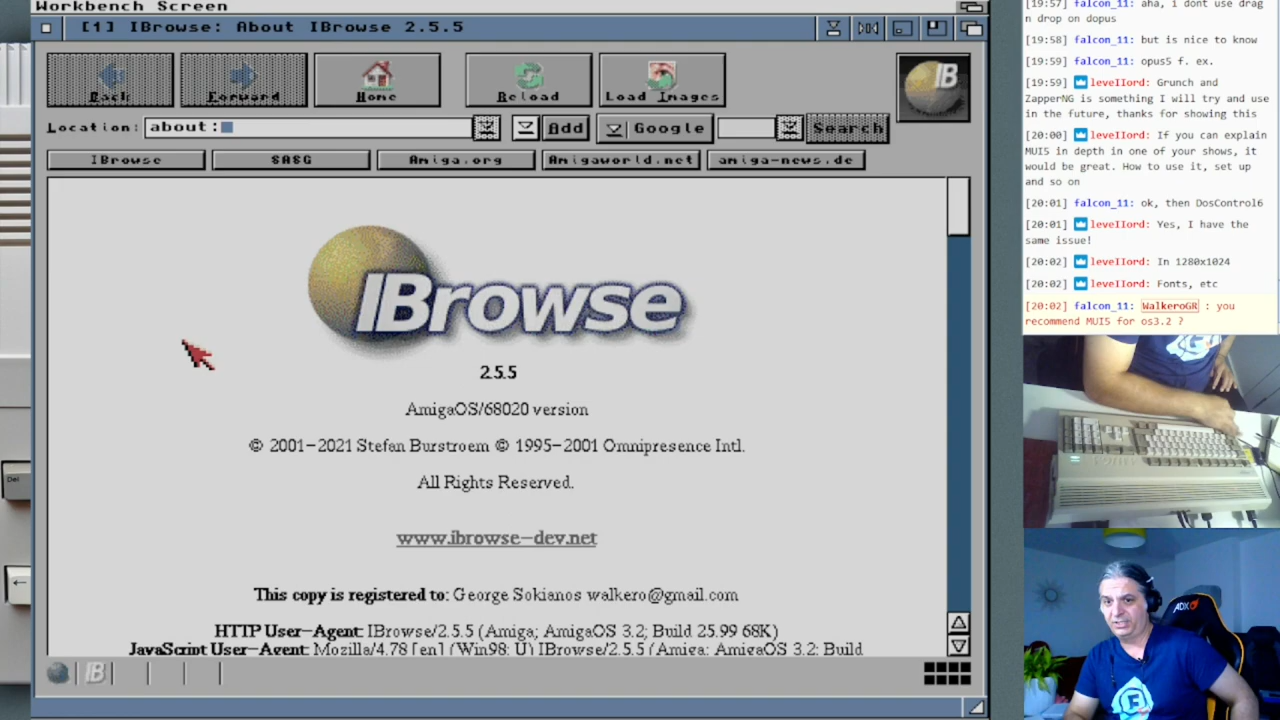 Workbench Screen
[1] IBrowse: About IBrowse 2.5.5
Back
Forward
Home
Reload
Load Images
IB
Location: about:
Add
Google
Search
IBrowse
SASG
Amiga.org
Amigaworld.net
amiga-news.de
IBrowse
2.5.5
AmigaOS/68020 version
© 2001-2021 Stefan Burstroem © 1995-2001 Omnipresence Intl.
All Rights Reserved.
www.ibrowse-dev.net
This copy is registered to: George Sokianos walkero@gmail.com
HTTP User-Agent: IBrowse/2.5.5 (Amiga; AmigaOS 3.2; Build 25.99 68K)
JavaScript User-Agent: Mozilla/4.78 [en] (Win98; U) IBrowse/2.5.5 (Amiga; AmigaOS 3.2; Build
IB
[19:57] falcon_11: aha, i dont use drag
n drop on dopus
[19:58] falcon_11: but is nice to know
[19:59] falcon_11: opus5 f. ex.
[19:59] leveIIord: Grunch and
ZapperNG is something I will try and use
in the future, thanks for showing this
[20:00] leveIIord: If you can explain
MUI5 in depth in one of your shows, it
would be great. How to use it, set up
and so on
[20:01] falcon_11: ok, then DosControl6
[20:01] leveIIord: Yes, I have the
same issue!
[20:02] leveIIord: In 1280x1024
[20:02] leveIIord: Fonts, etc
[20:02] falcon_11: WalkeroGR : you
recommend MUI5 for os3.2 ?
Del
ADX